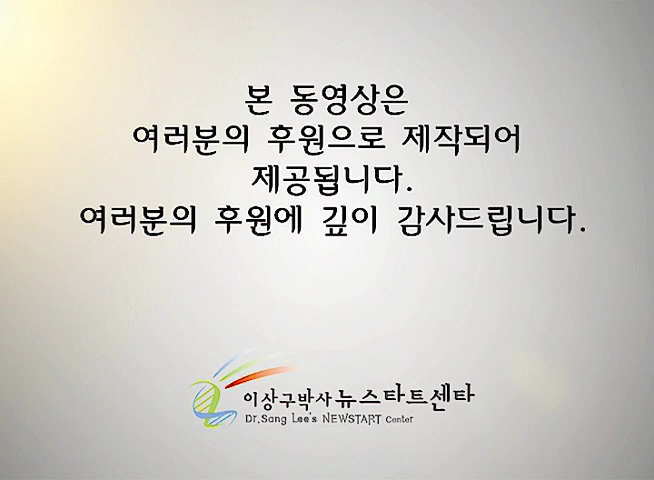 본 동영상은
여러분의 후원으로 제작되어
제공됩니다.
여러분의 후원에 깊이 감사드립니다.
이상구박사 뉴스타트센타
Dr.Sang Lee's NEWSTART Center